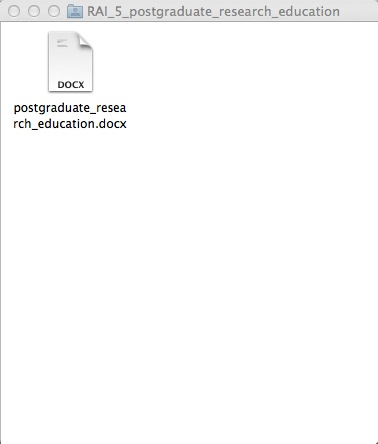 RAI_5_postgraduate_research_education
DOCX
postgraduate_resea
rch_education.docx